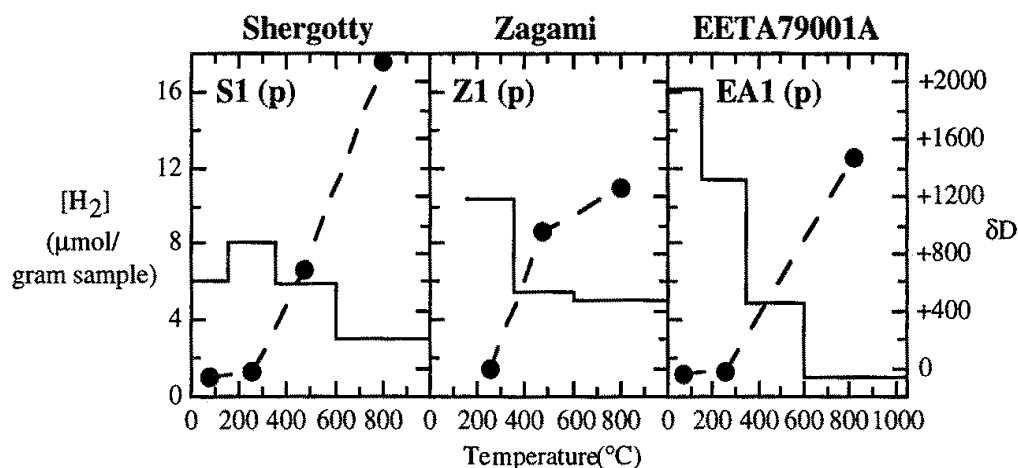 Shergotty Zagami EETA79001A
S1 (p) Z1 (p) EA1 (p)
16
12
8
4
0
[H2]
(μmol/
gram sample)
+2000
+1600
+1200
+800
+400
0
δD
0 200 400 600 800 0 200 400 600 800 0 200 400 600 800 1000
Temperature(°C)